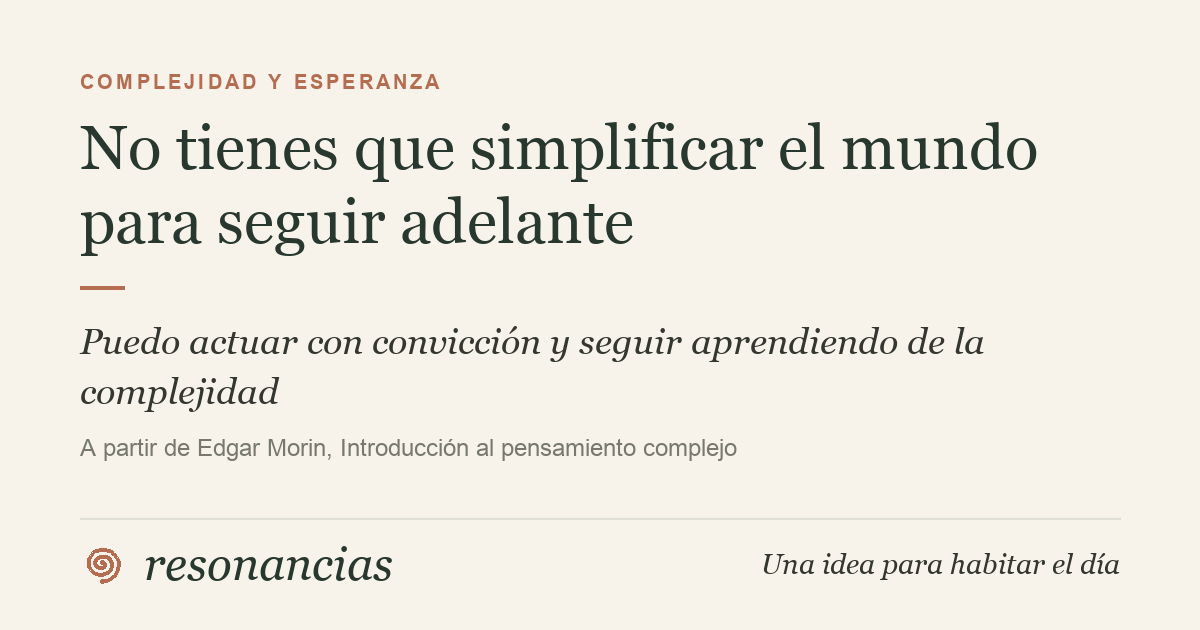 COMPLEJIDAD Y ESPERANZA
No tienes que simplificar el mundo
para seguir adelante
Puedo actuar con convicción y seguir aprendiendo de la
complejidad
A partir de Edgar Morin, Introducción al pensamiento complejo
resonancias
Una idea para habitar el día